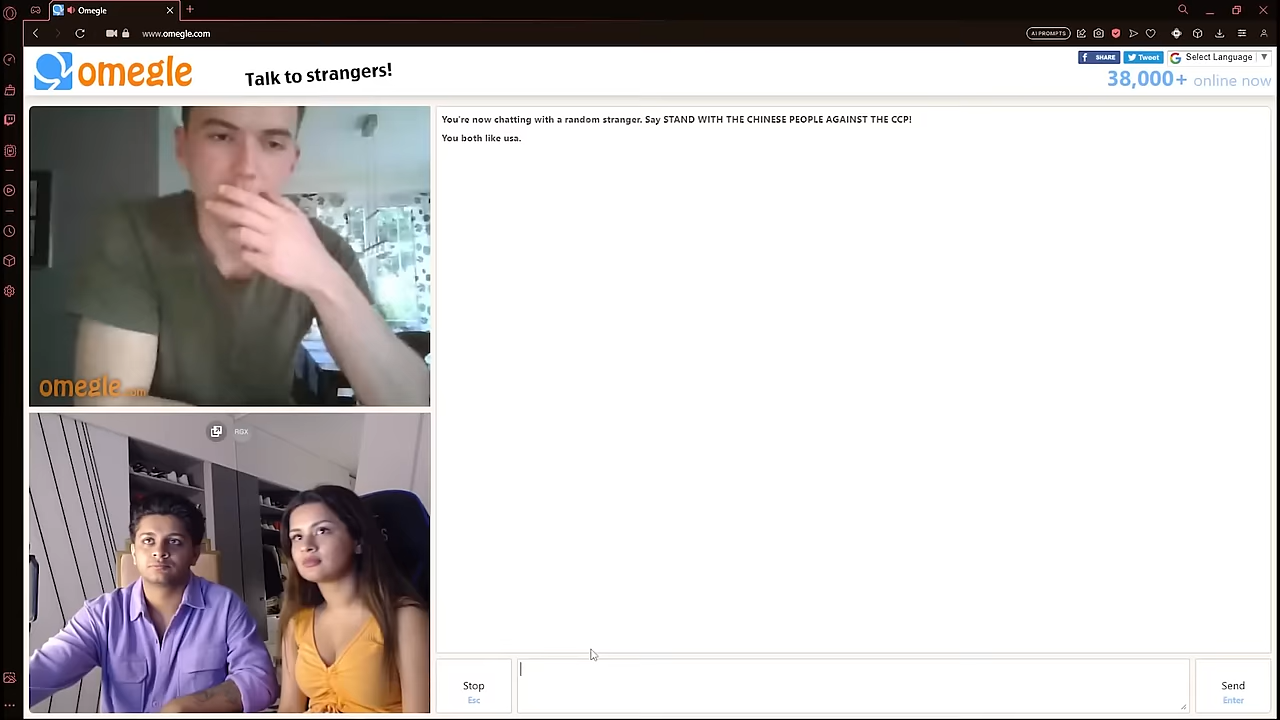 Omegle
www.omegle.com
AI PROMPTS
omegle
Talk to strangers!
SHARE
Tweet
Select Language
38,000+ online now
You're now chatting with a random stranger. Say STAND WITH THE CHINESE PEOPLE AGAINST THE CCP!
You both like usa.
omegle.com
Stop
Esc
Send
Enter